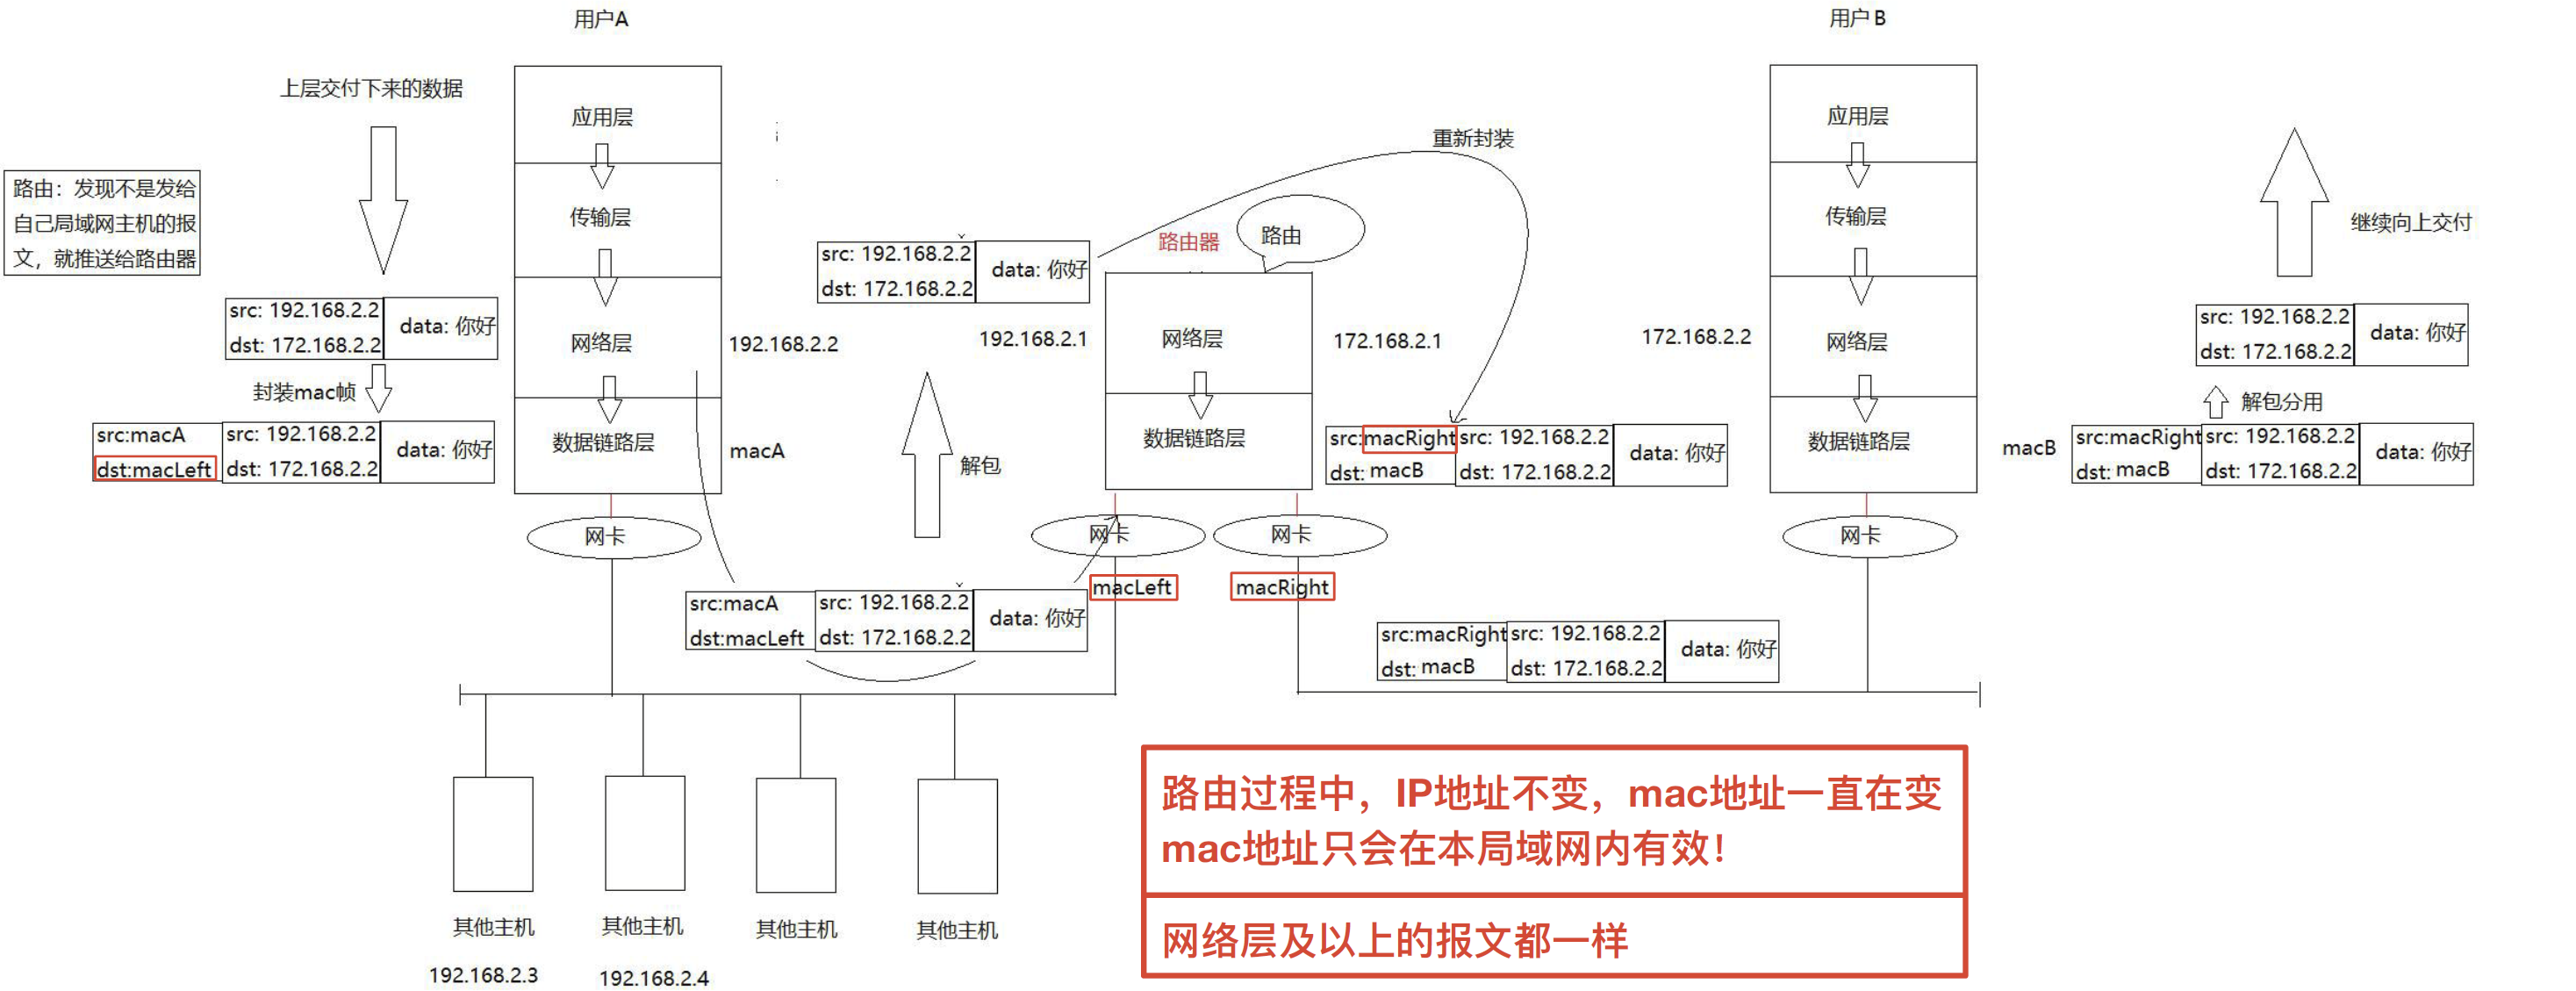 用户A
用户 B
上层交付下来的数据
路由：发现不是发给
自己局域网主机的报
文，就推送给路由器
src: 192.168.2.2
dst: 172.168.2.2
data: 你好
封装mac帧
src:macA
dst:macLeft
src: 192.168.2.2
dst: 172.168.2.2
data: 你好
应用层
传输层
网络层
数据链路层
网卡
192.168.2.2
macA
src: 192.168.2.2
dst: 172.168.2.2
data: 你好
192.168.2.1
解包
src:macA
dst:macLeft
src: 192.168.2.2
dst: 172.168.2.2
data: 你好
路由器
路由
重新封装
网络层
数据链路层
网卡
网卡
macLeft
macRight
172.168.2.1
src:macRight
dst: macB
src: 192.168.2.2
dst: 172.168.2.2
data: 你好
src:macRight
dst: macB
src: 192.168.2.2
dst: 172.168.2.2
data: 你好
172.168.2.2
应用层
传输层
网络层
数据链路层
网卡
macB
继续向上交付
src: 192.168.2.2
dst: 172.168.2.2
data: 你好
解包分用
src:macRight
dst: macB
src: 192.168.2.2
dst: 172.168.2.2
data: 你好
其他主机
其他主机
其他主机
其他主机
192.168.2.3
192.168.2.4
路由过程中，IP地址不变，mac地址一直在变
mac地址只会在本局域网内有效！
网络层及以上的报文都一样